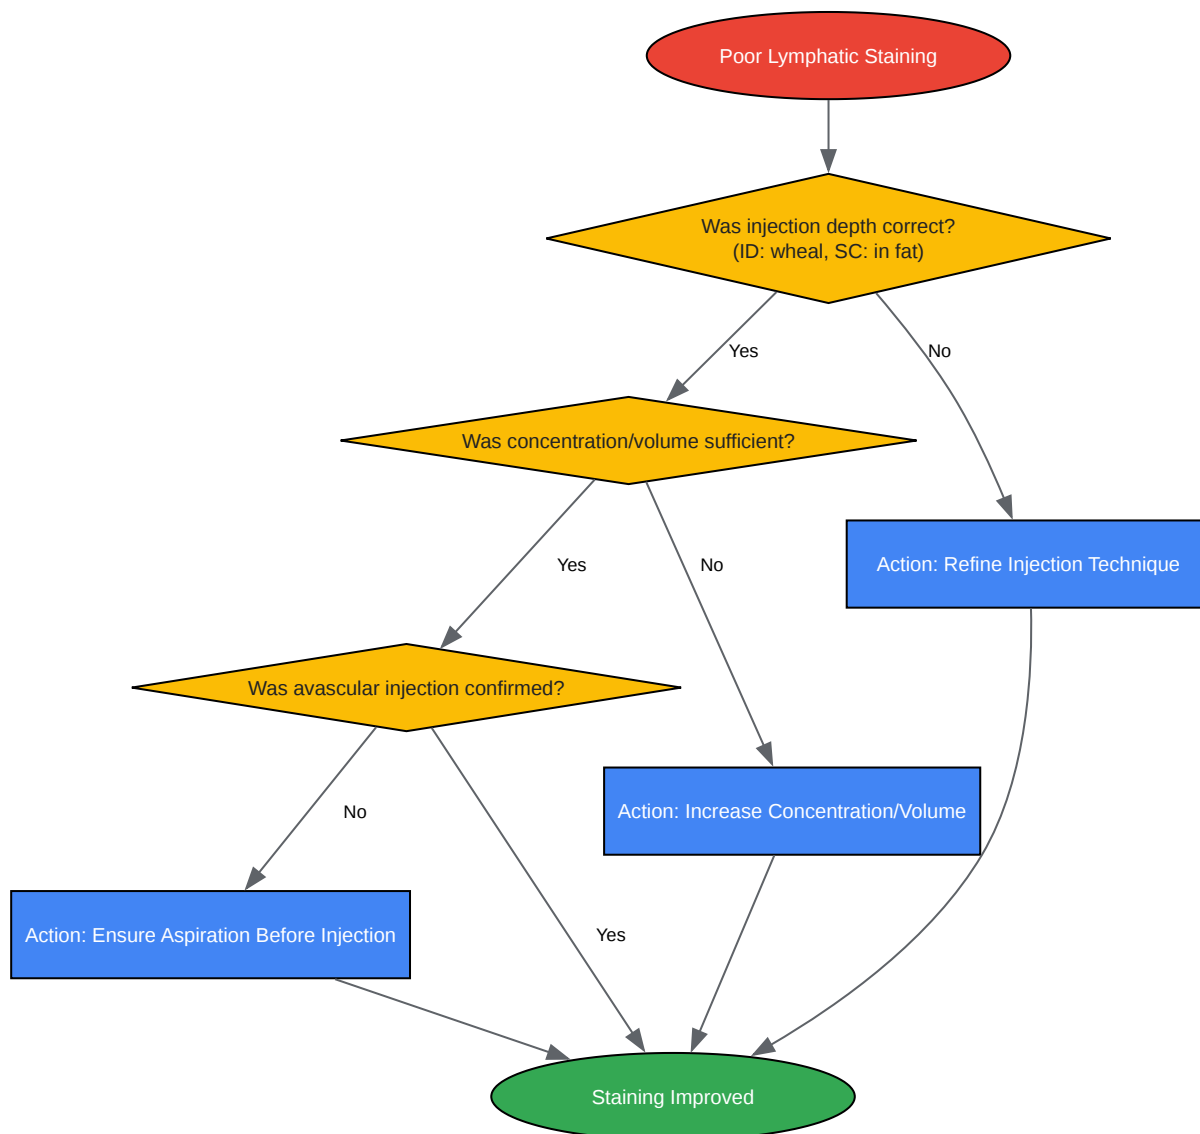 Poor Lymphatic Staining
Was injection depth correct?
(ID: wheal, SC: in fat)
Yes
No
Was concentration/volume sufficient?
Yes
No
Action: Refine Injection Technique
Was avascular injection confirmed?
No
Action: Increase Concentration/Volume
Action: Ensure Aspiration Before Injection
Yes
Staining Improved